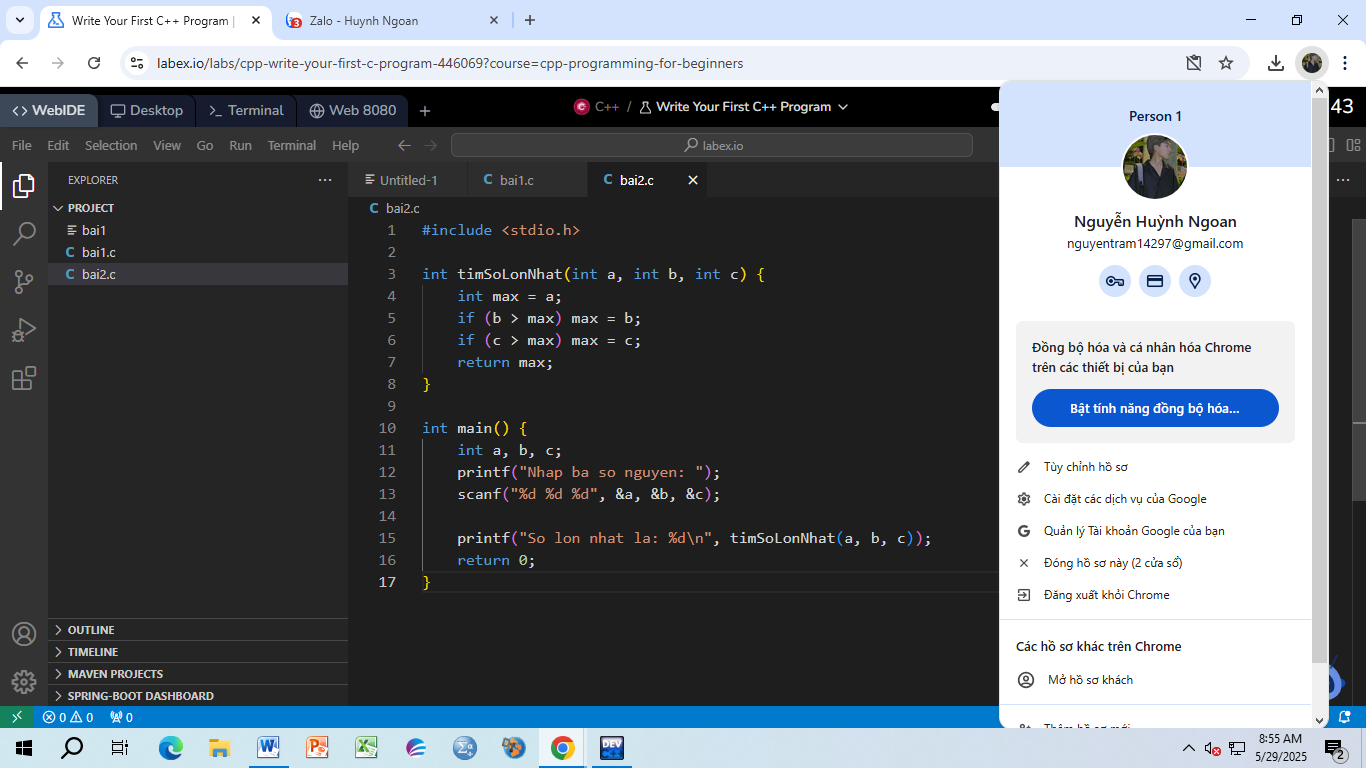 Write Your First C++ Program |
Zalo - Huynh Ngoan
labex.io/labs/cpp-write-your-first-c-program-446069?course=cpp-programming-for-beginners
WebIDE
Desktop
Terminal
Web 8080
C++ / Write Your First C++ Program
43
File Edit Selection View Go Run Terminal Help
labex.io
EXPLORER
PROJECT
bai1
C bai1.c
C bai2.c
OUTLINE
TIMELINE
MAVEN PROJECTS
SPRING-BOOT DASHBOARD
Untitled-1
C bai1.c
C bai2.c
C bai2.c
1 #include <stdio.h>
2
3 int timSoLonNhat(int a, int b, int c) {
4 int max = a;
5 if (b > max) max = b;
6 if (c > max) max = c;
7 return max;
8 }
9
10 int main() {
11 int a, b, c;
12 printf("Nhap ba so nguyen: ");
13 scanf("%d %d %d", &a, &b, &c);
14
15 printf("So lon nhat la: %d\n", timSoLonNhat(a, b, c));
16 return 0;
17 }
Person 1
Nguyễn Huỳnh Ngoan
nguyentram14297@gmail.com
Đồng bộ hóa và cá nhân hóa Chrome
trên các thiết bị của bạn
Bật tính năng đồng bộ hóa...
Tùy chỉnh hồ sơ
Cài đặt các dịch vụ của Google
Quản lý Tài khoản Google của bạn
Đóng hồ sơ này (2 cửa sổ)
Đăng xuất khỏi Chrome
Các hồ sơ khác trên Chrome
Mở hồ sơ khách
Thêm hồ sơ mới
0 0 0
8:55 AM
5/29/2025
2